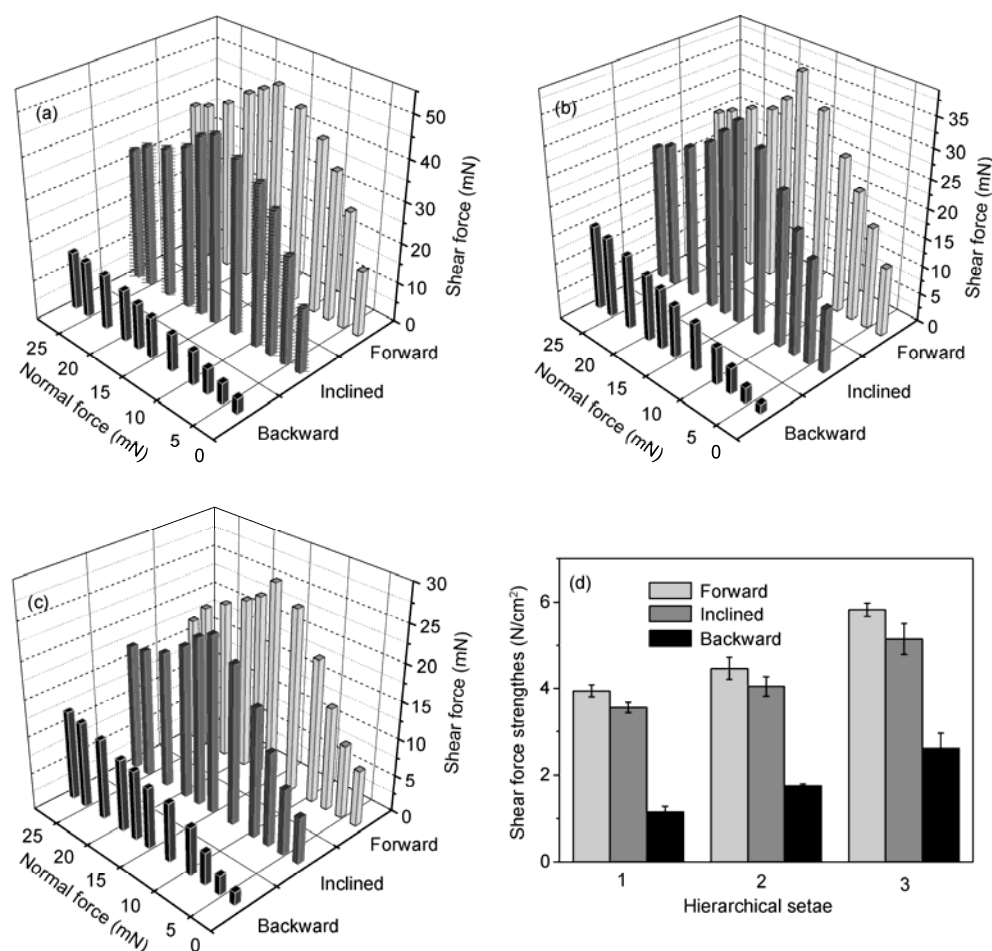 (a)
50
40
30
20
10
0
Shear force (mN)
25
20
15
10
5
0
Normal force (mN)
Forward
Inclined
Backward
(b)
35
30
25
20
15
10
5
0
Shear force (mN)
25
20
15
10
5
0
Normal force (mN)
Forward
Inclined
Backward
(c)
30
25
20
15
10
5
0
Shear force (mN)
25
20
15
10
5
0
Normal force (mN)
Forward
Inclined
Backward
(d)
Forward
Inclined
Backward
6
4
2
0
Shear force strengthes (N/cm²)
1 2 3
Hierarchical setae